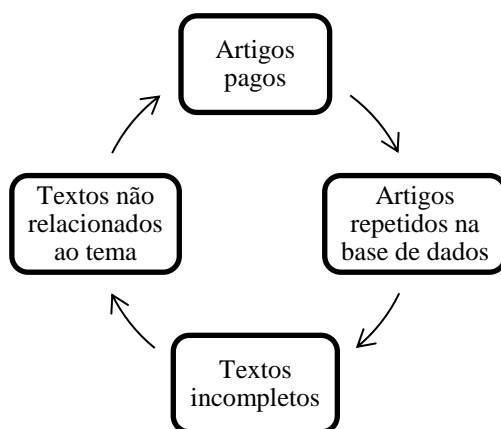 Artigos
pagos
Textos não
relacionados
ao tema
Artigos
repetidos na
base de dados
Textos
incompletos